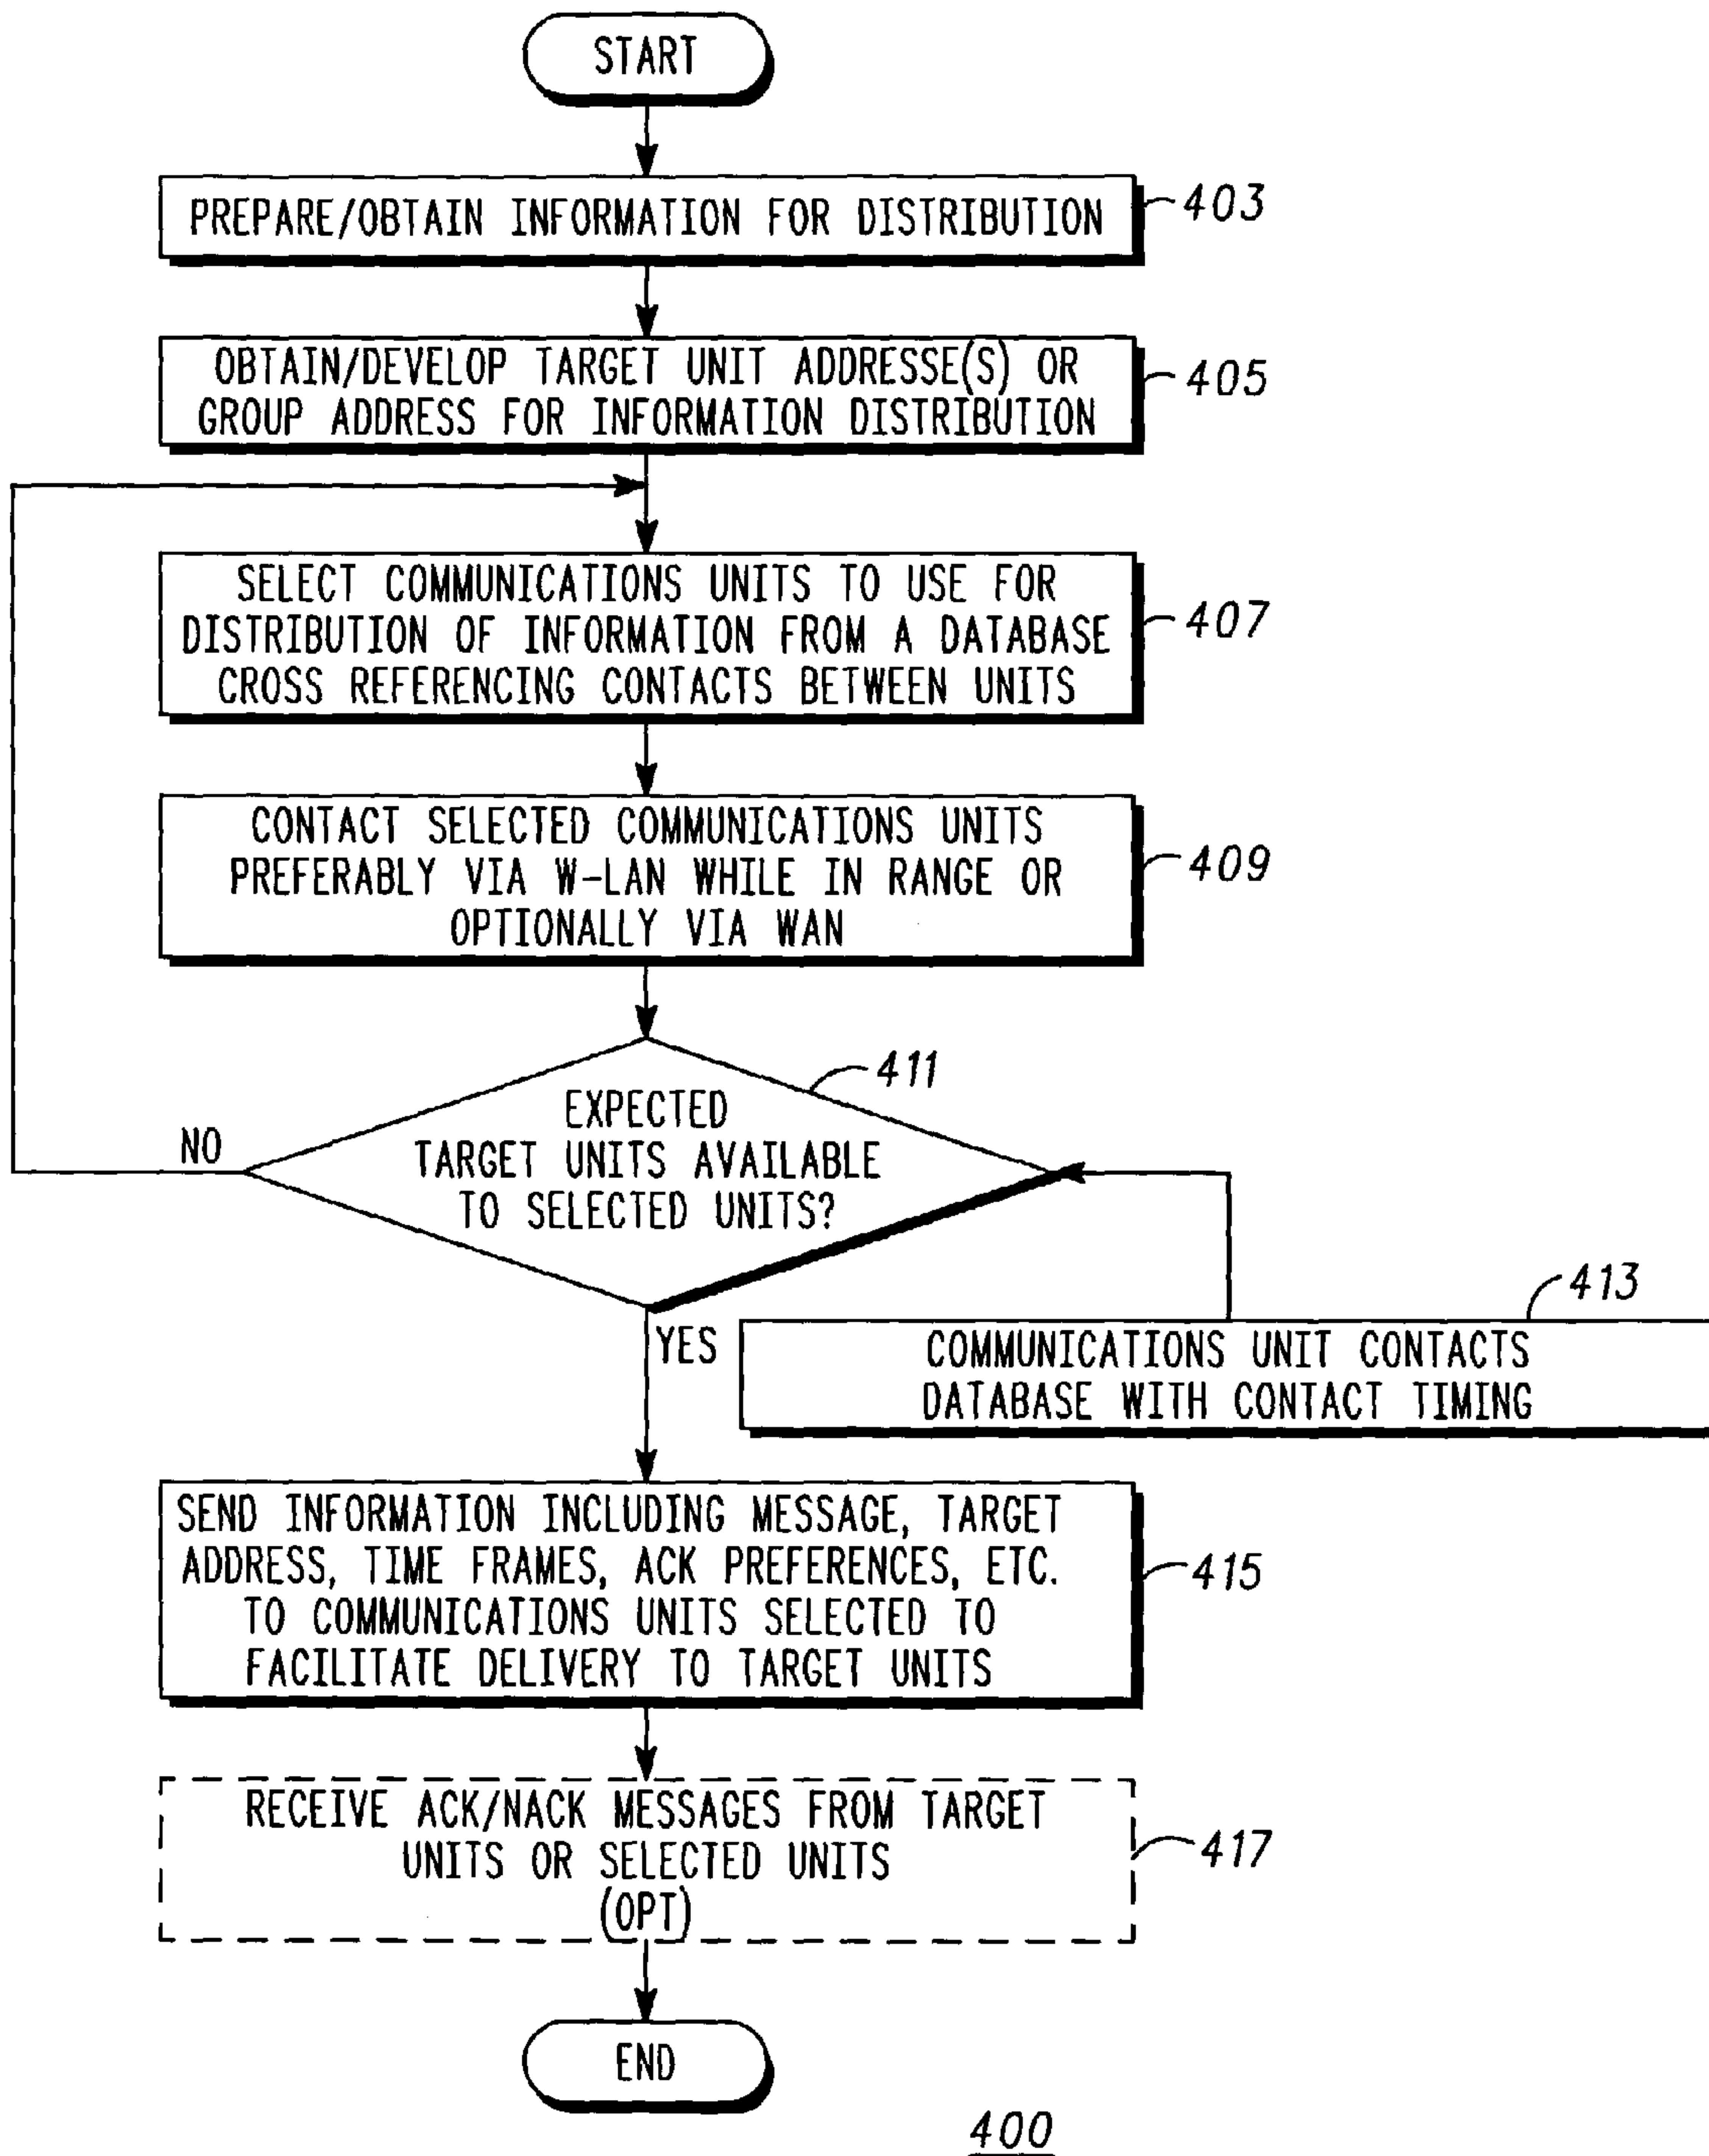 START
PREPARE/OBTAIN INFORMATION FOR DISTRIBUTION
403
OBTAIN/DEVELOP TARGET UNIT ADDRESSE(S) OR
GROUP ADDRESS FOR INFORMATION DISTRIBUTION
405
SELECT COMMUNICATIONS UNITS TO USE FOR
DISTRIBUTION OF INFORMATION FROM A DATABASE
CROSS REFERENCING CONTACTS BETWEEN UNITS
407
CONTACT SELECTED COMMUNICATIONS UNITS
PREFERABLY VIA W-LAN WHILE IN RANGE OR
OPTIONALLY VIA WAN
409
411
EXPECTED
TARGET UNITS AVAILABLE
TO SELECTED UNITS?
NO
YES
413
COMMUNICATIONS UNIT CONTACTS
DATABASE WITH CONTACT TIMING
SEND INFORMATION INCLUDING MESSAGE, TARGET
ADDRESS, TIME FRAMES, ACK PREFERENCES, ETC.
TO COMMUNICATIONS UNITS SELECTED TO
FACILITATE DELIVERY TO TARGET UNITS
415
RECEIVE ACK/NACK MESSAGES FROM TARGET
UNITS OR SELECTED UNITS
(OPT)
417
END
400